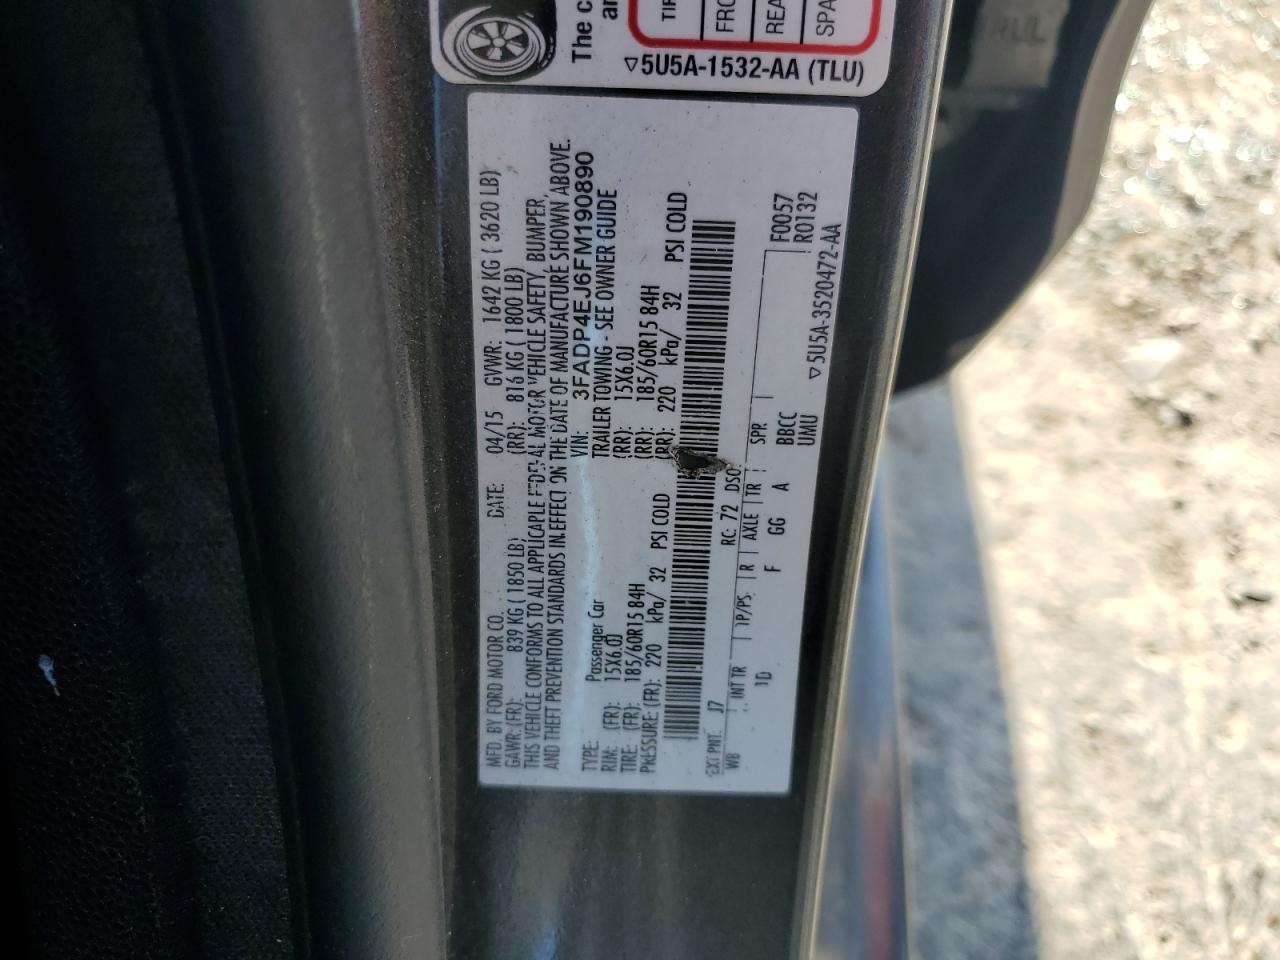 The c
an
TIR
FRO
REA
SPA
▽5U5A-1532-AA (TLU)
MFD. BY FORD MOTOR CO. DATE: 04/15 GVWR: 1642 KG ( 3620 LB)
GAWR: (FR): 839 KG ( 1850 LB) (RR): 816 KG ( 1800 LB)
THIS VEHICLE CONFORMS TO ALL APPLICABLE FEDERAL MOTOR VEHICLE SAFETY, BUMPER,
AND THEFT PREVENTION STANDARDS IN EFFECT ON THE DATE OF MANUFACTURE SHOWN ABOVE.
VIN: 3FADP4EJ6FM190890
TYPE: Passenger Car TRAILER TOWING - SEE OWNER GUIDE
RIM: (FR): 15X6.0J (RR): 15X6.0J
TIRE: (FR): 185/60R15 84H (RR): 185/60R15 84H
PRESSURE: (FR): 220 kPa/ 32 PSI COLD (RR): 220 kPa/ 32 PSI COLD
EXT PNT: J7 RC: 72 DSO:
WB INT TR TP/PS R AXLE TR SPR F0057
1D F GG A BBCC R0132
UMU
▽5U5A-3520472-AA